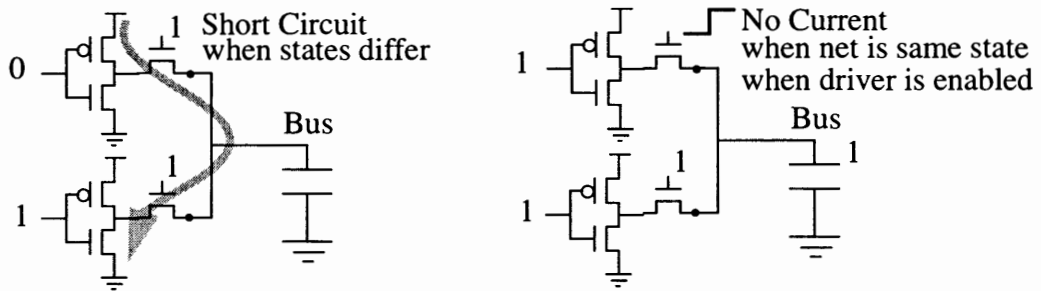 1
Short Circuit
when states differ
0
Bus
1
1
No Current
when net is same state
when driver is enabled
1
Bus
1
1
1